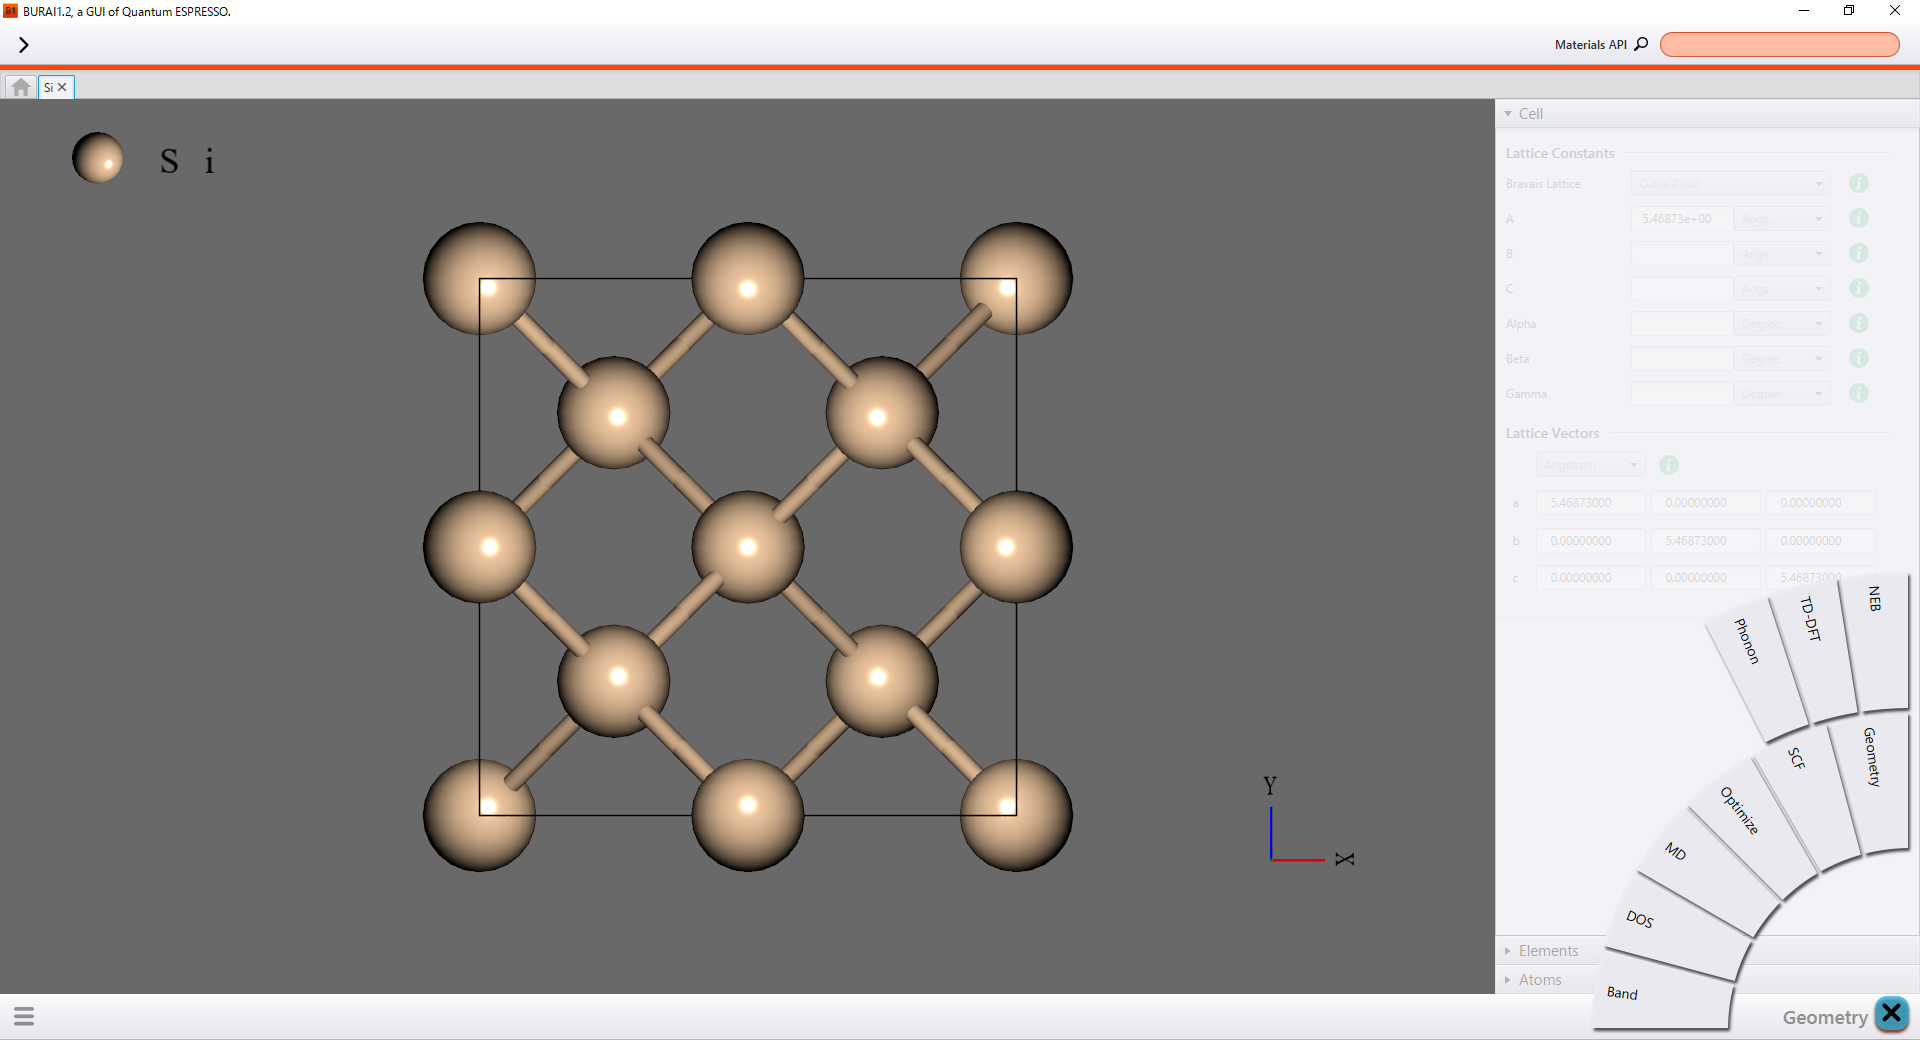 BURAI1.2, a GUI of Quantum ESPRESSO.
Materials API
Si
S i
Cell
Lattice Constants
Bravais Lattice Cubic P (sc)
A 5.46873e+00 Angs.
B Angs.
C Angs.
Alpha Degree
Beta Degree
Gamma Degree
Lattice Vectors
Angstrom
a 5.46873000 0.00000000 0.00000000
b 0.00000000 5.46873000 0.00000000
c 0.00000000 0.00000000 5.46873000
NEB
TD-DFT
Phonon
Geometry
SCF
Optimize
MD
DOS
Band
Y
X
Elements
Atoms
Geometry